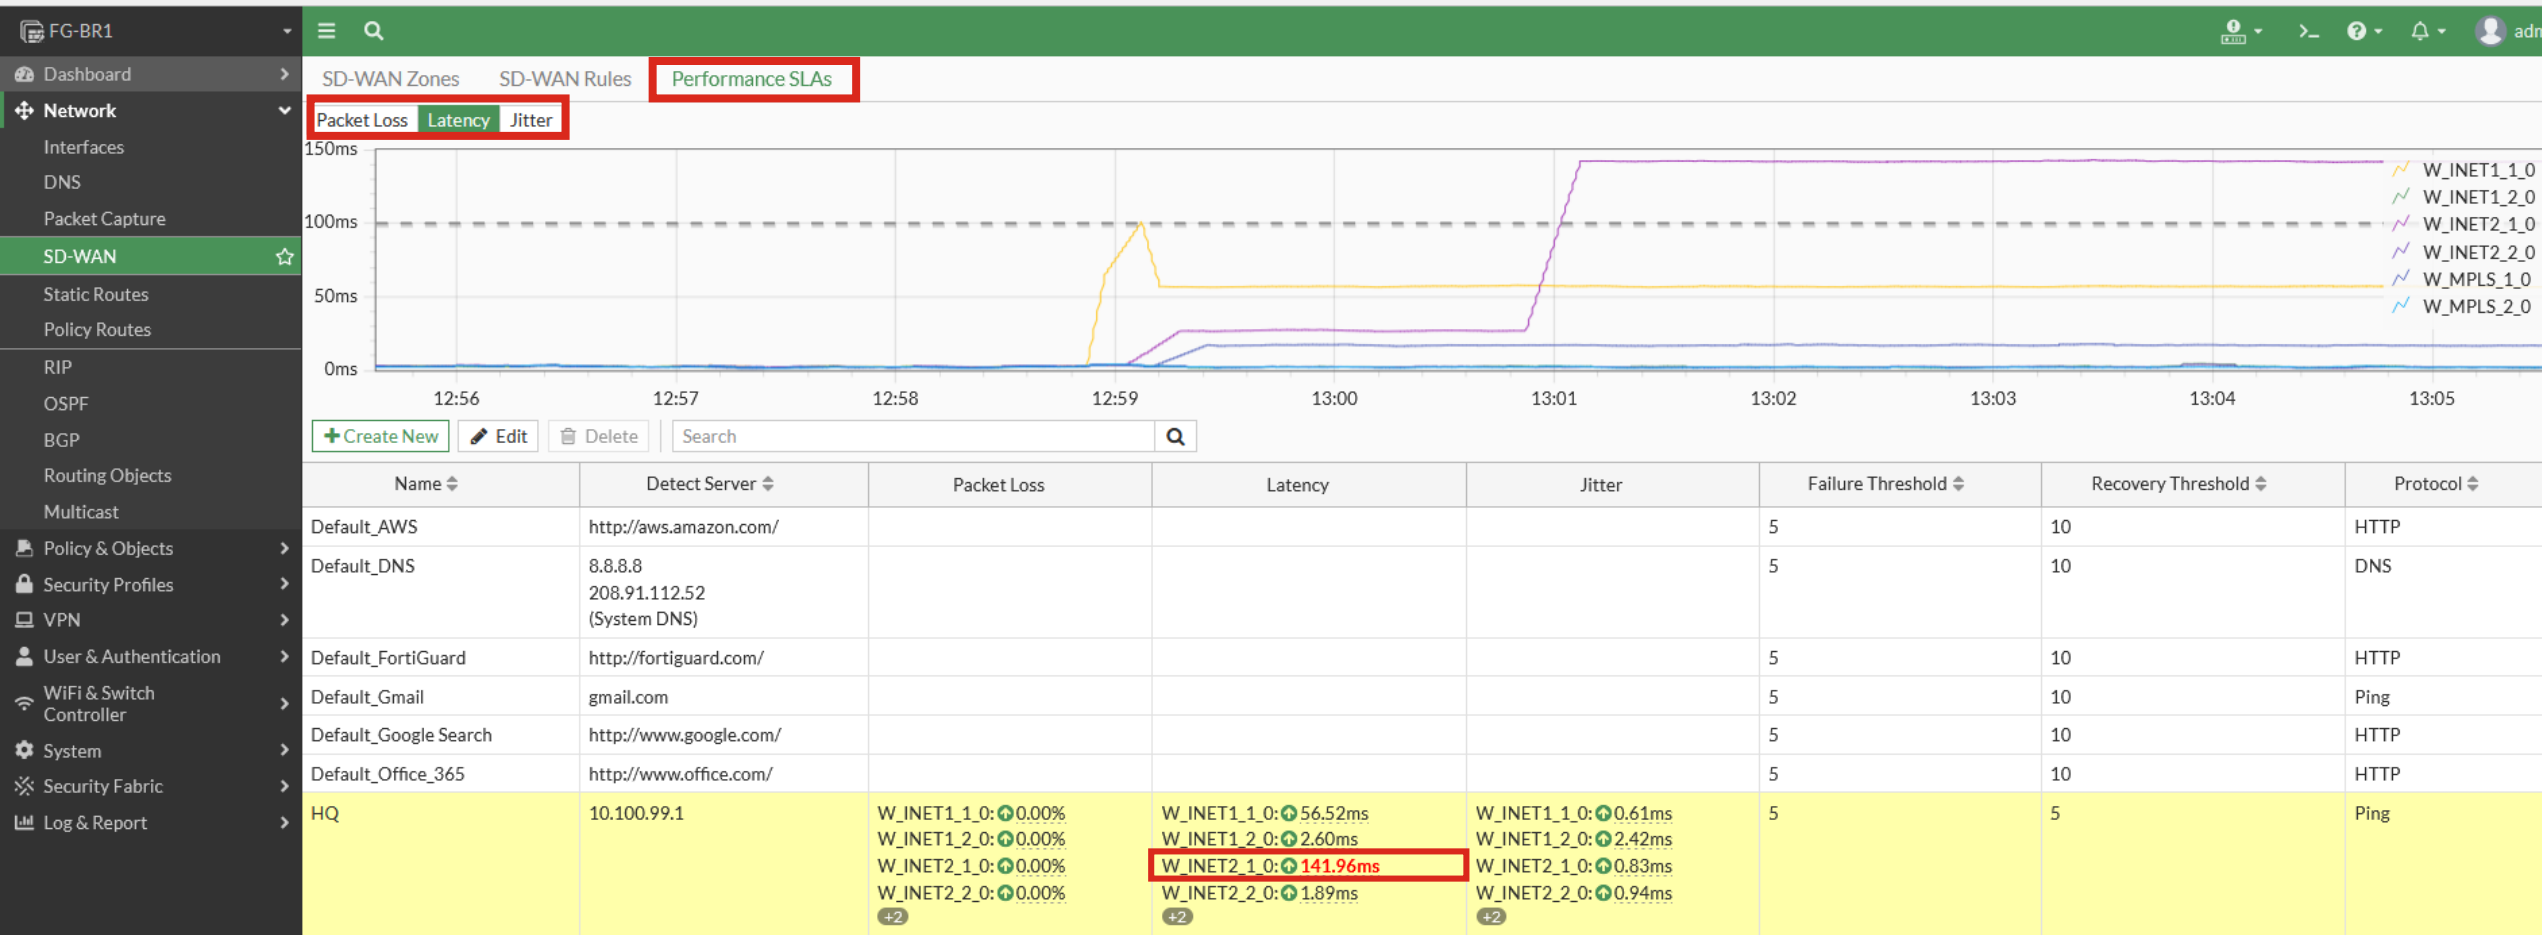 FG-BR1
adm
Dashboard
Network
Interfaces
DNS
Packet Capture
SD-WAN
Static Routes
Policy Routes
RIP
OSPF
BGP
Routing Objects
Multicast
Policy & Objects
Security Profiles
VPN
User & Authentication
WiFi & Switch
Controller
System
Security Fabric
Log & Report
SD-WAN Zones SD-WAN Rules Performance SLAs
Packet Loss Latency Jitter
150ms
100ms
50ms
0ms
W_INET1_1_0
W_INET1_2_0
W_INET2_1_0
W_INET2_2_0
W_MPLS_1_0
W_MPLS_2_0
12:56 12:57 12:58 12:59 13:00 13:01 13:02 13:03 13:04 13:05
+ Create New Edit Delete Search
Name Detect Server Packet Loss Latency Jitter Failure Threshold Recovery Threshold Protocol
Default_AWS http://aws.amazon.com/ 5 10 HTTP
Default_DNS 8.8.8.8 5 10 DNS
208.91.112.52
(System DNS)
Default_FortiGuard http://fortiguard.com/ 5 10 HTTP
Default_Gmail gmail.com 5 10 Ping
Default_Google Search http://www.google.com/ 5 10 HTTP
Default_Office_365 http://www.office.com/ 5 10 HTTP
HQ 10.100.99.1 W_INET1_1_0: 0.00% W_INET1_1_0: 56.52ms W_INET1_1_0: 0.61ms 5 5 Ping
W_INET1_2_0: 0.00% W_INET1_2_0: 2.60ms W_INET1_2_0: 2.42ms
W_INET2_1_0: 0.00% W_INET2_1_0: 141.96ms W_INET2_1_0: 0.83ms
W_INET2_2_0: 0.00% W_INET2_2_0: 1.89ms W_INET2_2_0: 0.94ms
+2 +2 +2